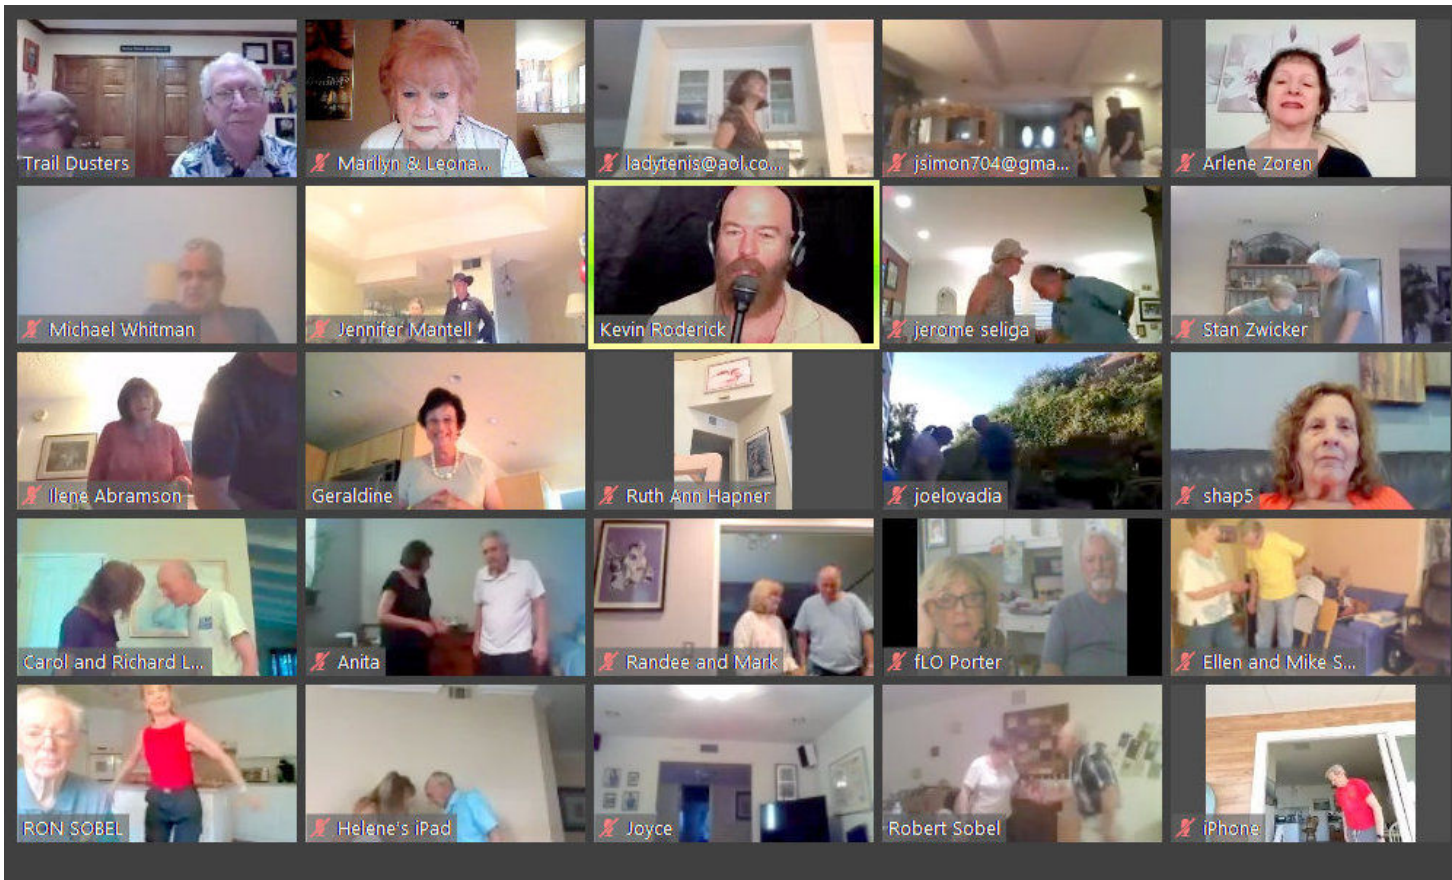 Trail Dusters
Marilyn & Leona...
ladytenis@aol.co...
jsimon704@gma...
Arlene Zoren
Michael Whitman
Jennifer Mantell
Kevin Roderick
jerome seliga
Stan Zwicker
Ilene Abramson
Geraldine
Ruth Ann Hapner
joelovadia
shap5
Carol and Richard L...
Anita
Randee and Mark
fLO Porter
Ellen and Mike S...
RON SOBEL
Helene's iPad
Joyce
Robert Sobel
iPhone